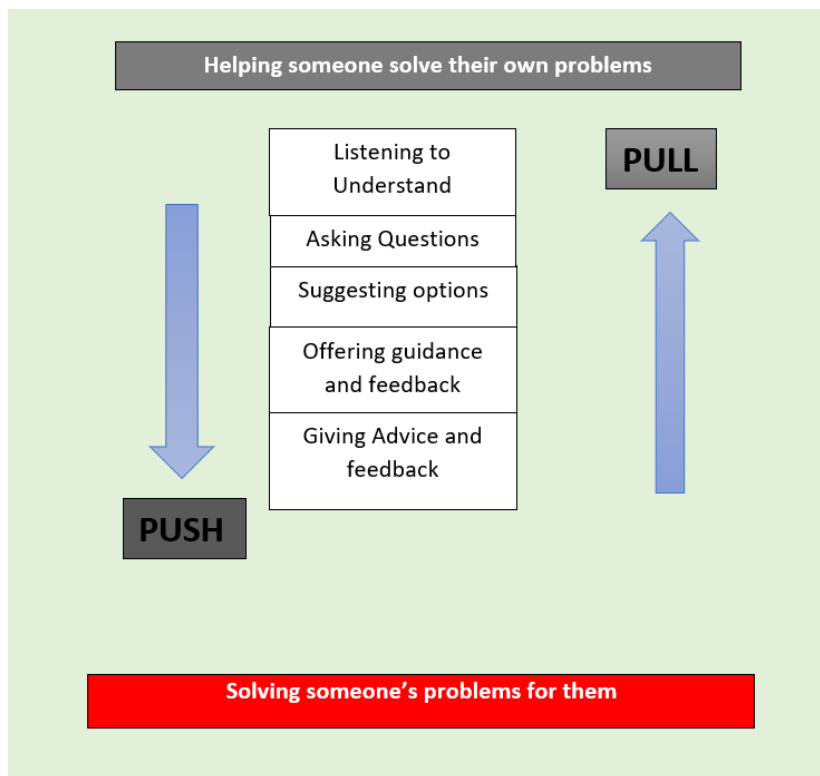 Helping someone solve their own problems
Listening to
Understand
PULL
Asking Questions
Suggesting options
Offering guidance
and feedback
Giving Advice and
feedback
PUSH
Solving someone’s problems for them